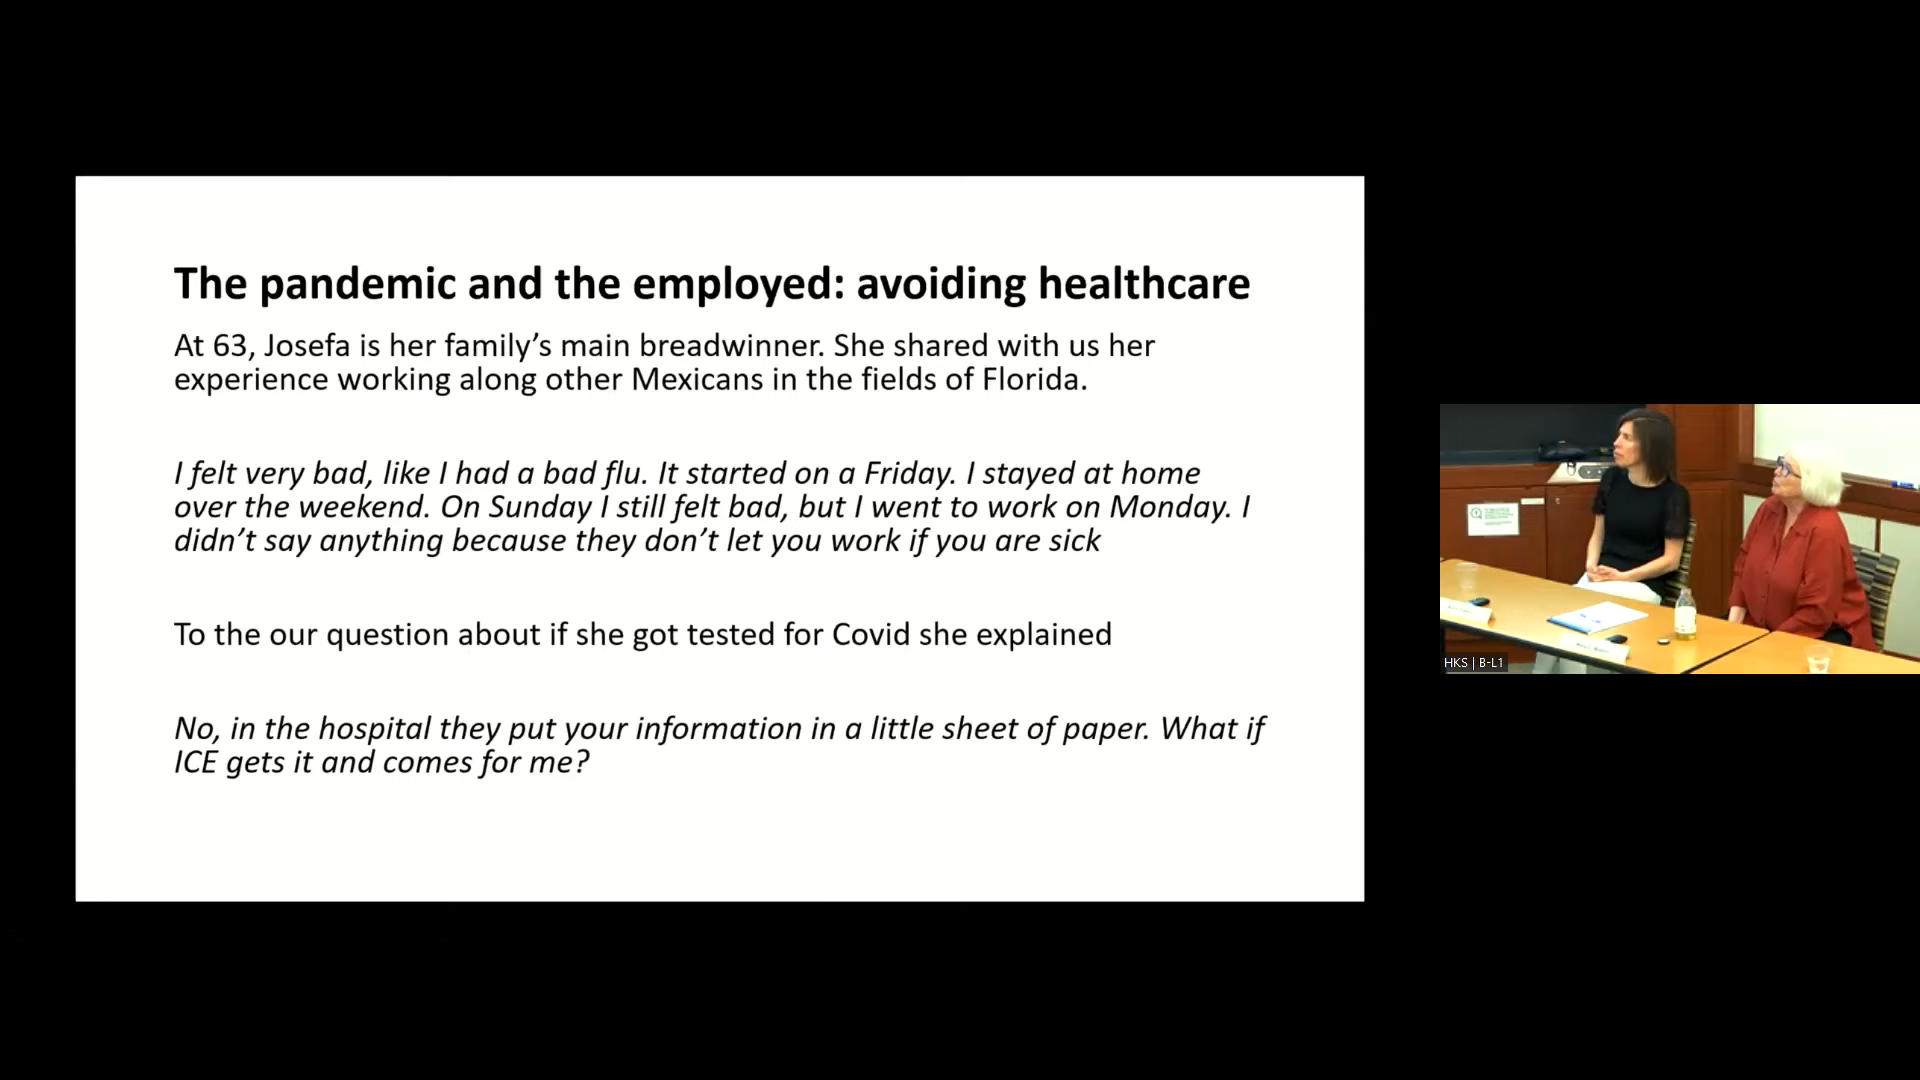 The pandemic and the employed: avoiding healthcare
At 63, Josefa is her family’s main breadwinner. She shared with us her
experience working along other Mexicans in the fields of Florida.
I felt very bad, like I had a bad flu. It started on a Friday. I stayed at home
over the weekend. On Sunday I still felt bad, but I went to work on Monday. I
didn’t say anything because they don’t let you work if you are sick
To the our question about if she got tested for Covid she explained
No, in the hospital they put your information in a little sheet of paper. What if
ICE gets it and comes for me?
HKS | B-L1